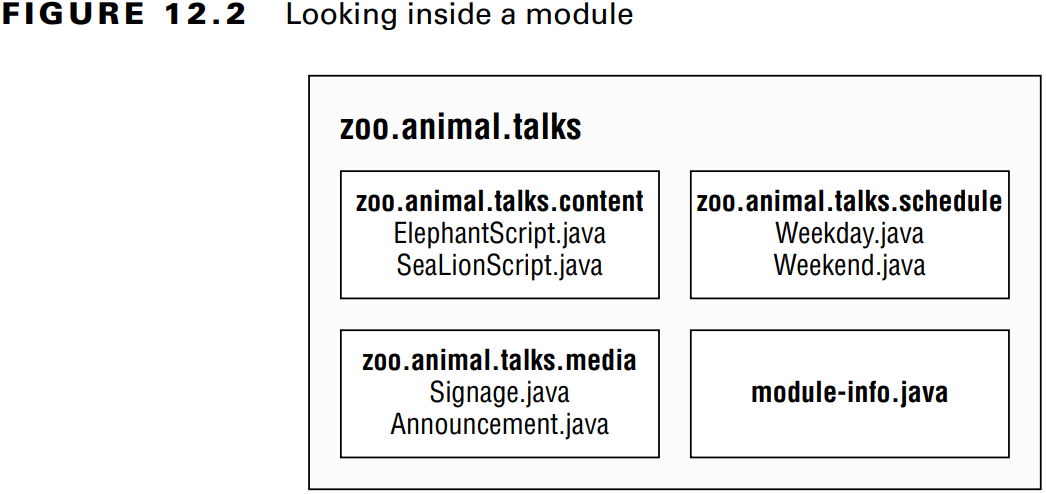 FIGURE 12.2 Looking inside a module
zoo.animal.talks
zoo.animal.talks.content
ElephantScript.java
SeaLionScript.java
zoo.animal.talks.schedule
Weekday.java
Weekend.java
zoo.animal.talks.media
Signage.java
Announcement.java
module-info.java